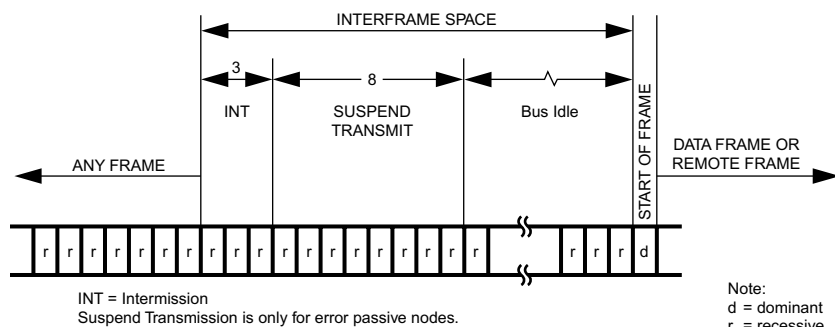 INTERFRAME SPACE
3
8
INT
SUSPEND
TRANSMIT
Bus Idle
START OF FRAME
ANY FRAME
DATA FRAME OR
REMOTE FRAME
r r r r r r r r r r r r r r r r r r r r r r d
INT = Intermission
Suspend Transmission is only for error passive nodes.
Note:
d = dominant
r = recessive